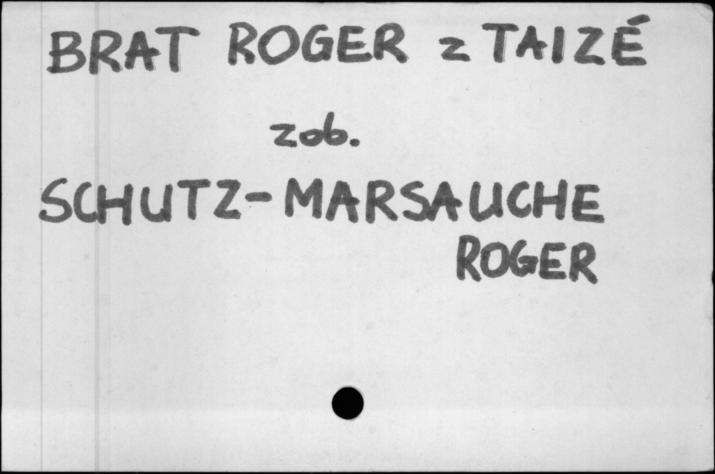 BRAT ROGER z TAIZÉ
zob.
SCHUTZ-MARSAUCHE
ROGER